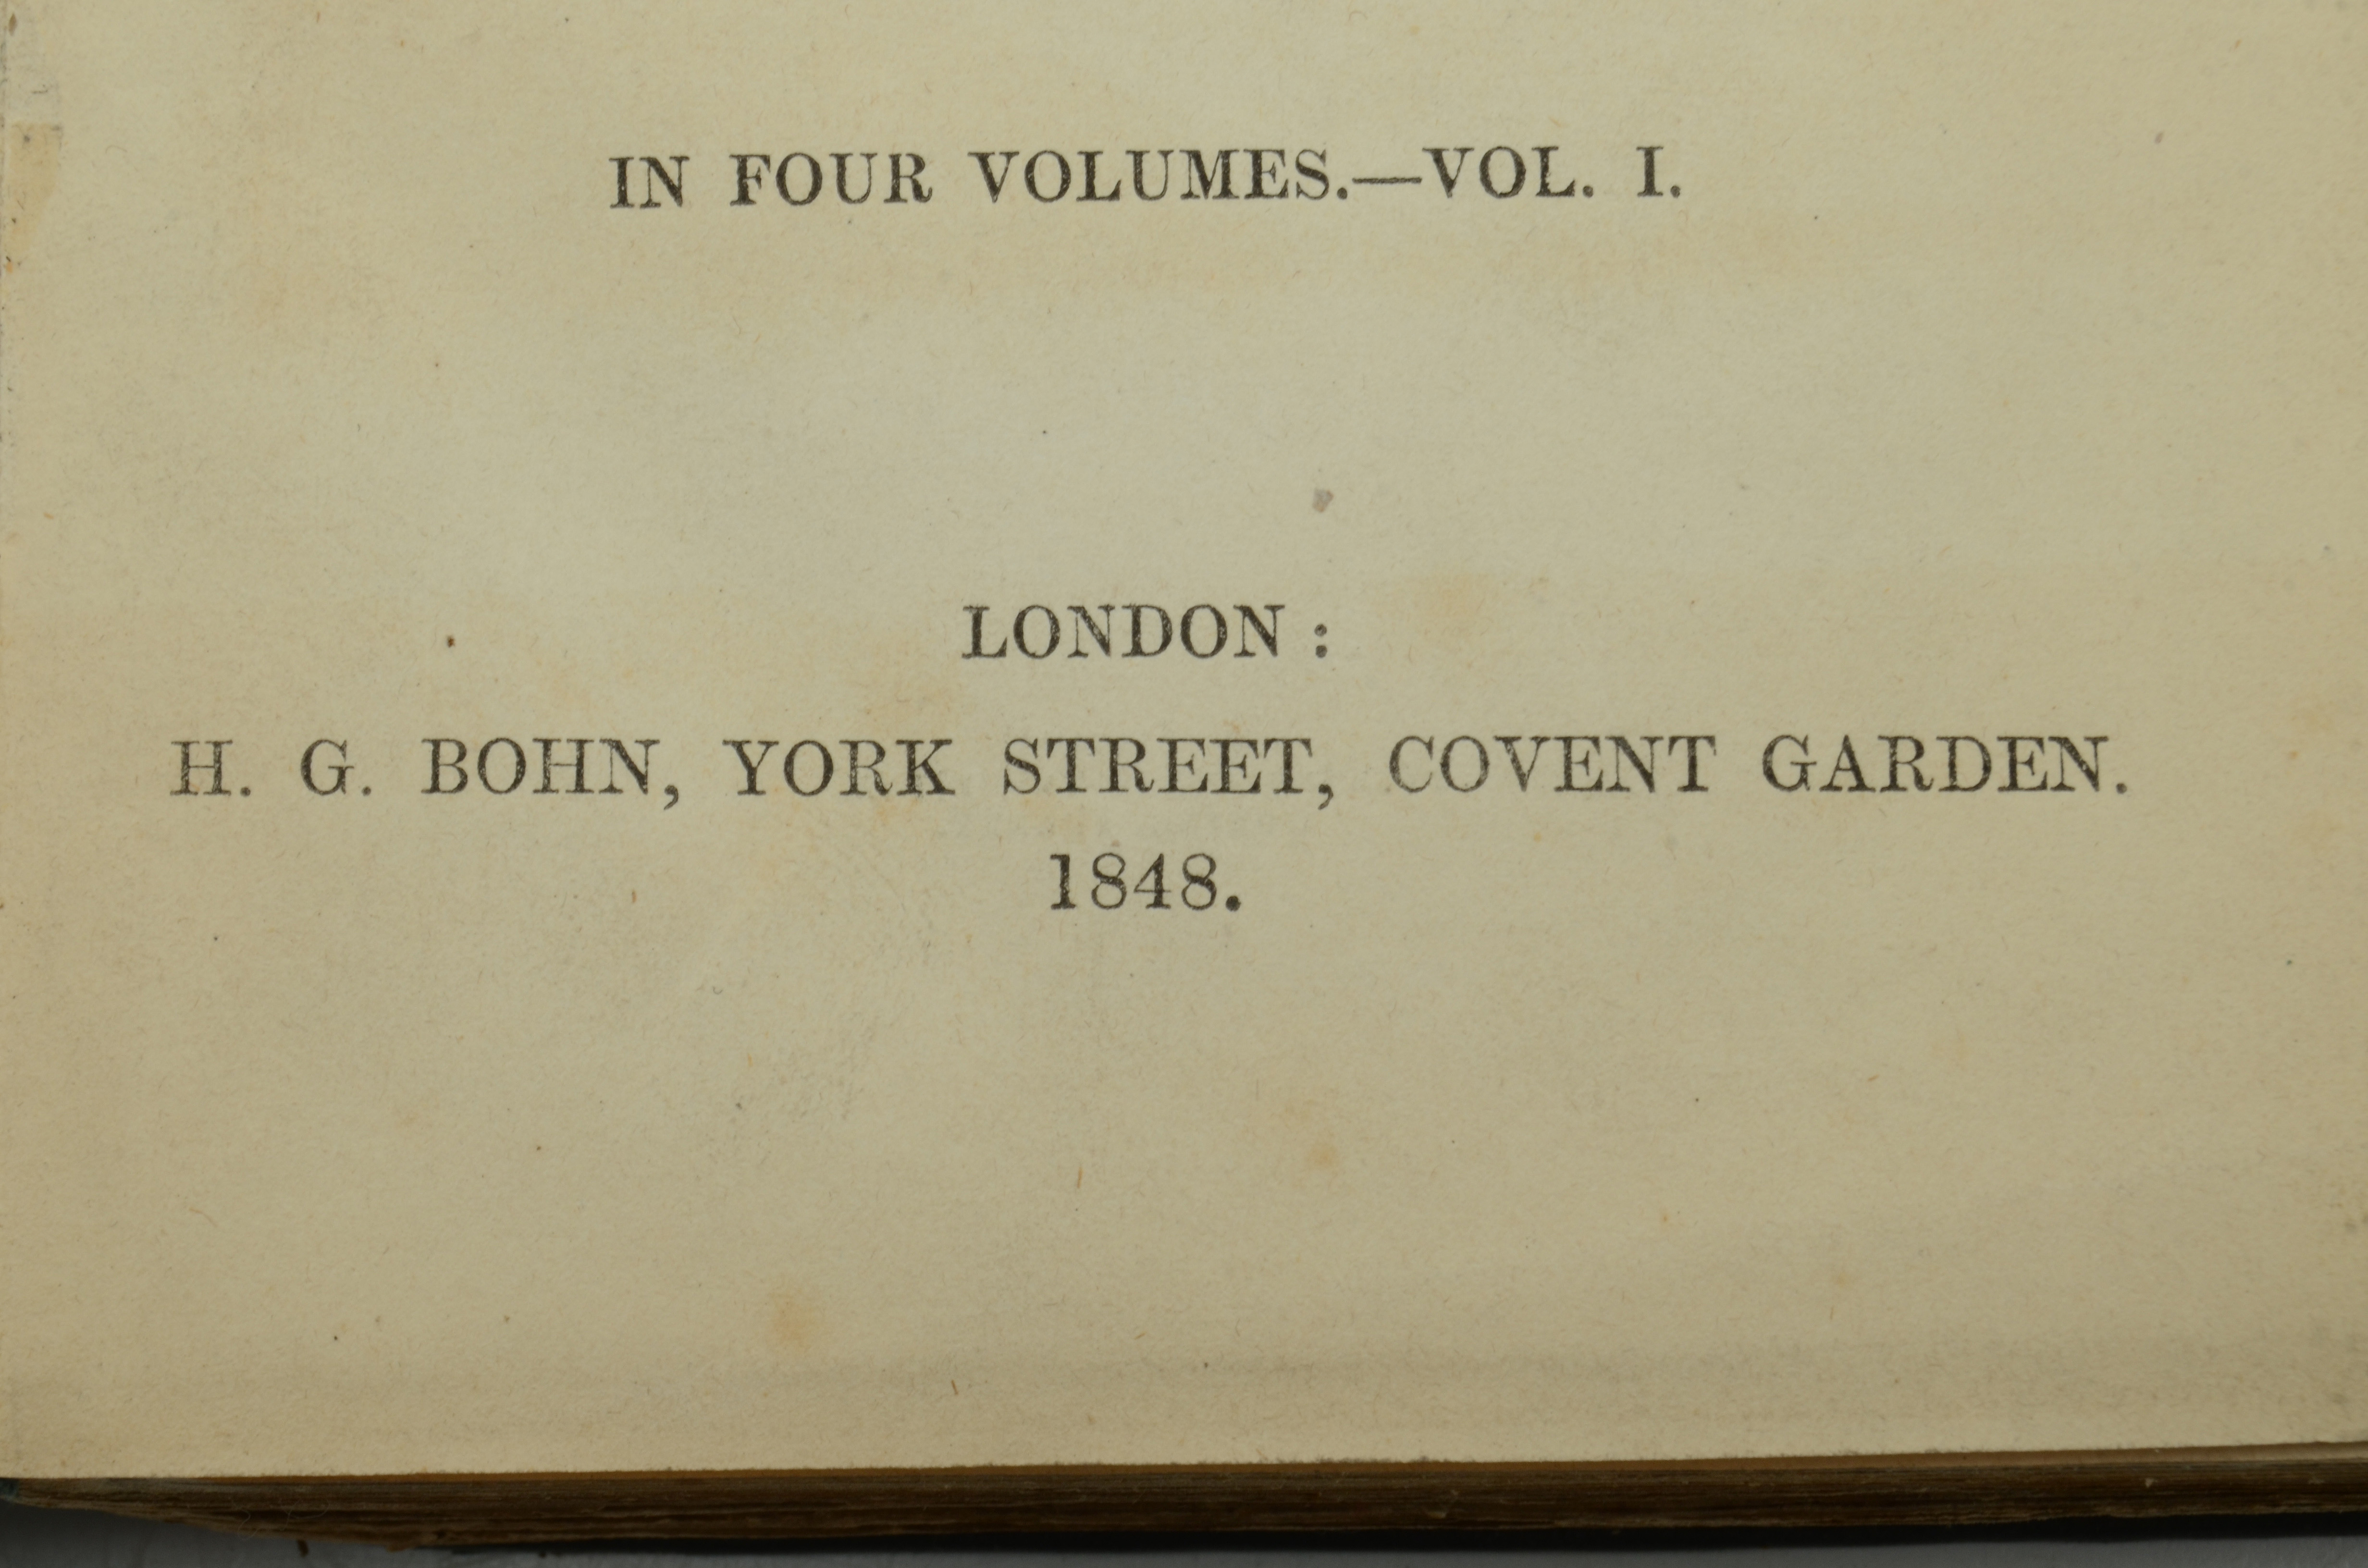 IN FOUR VOLUMES.—VOL. I.
LONDON :
H. G. BOHN, YORK STREET, COVENT GARDEN.
1848.